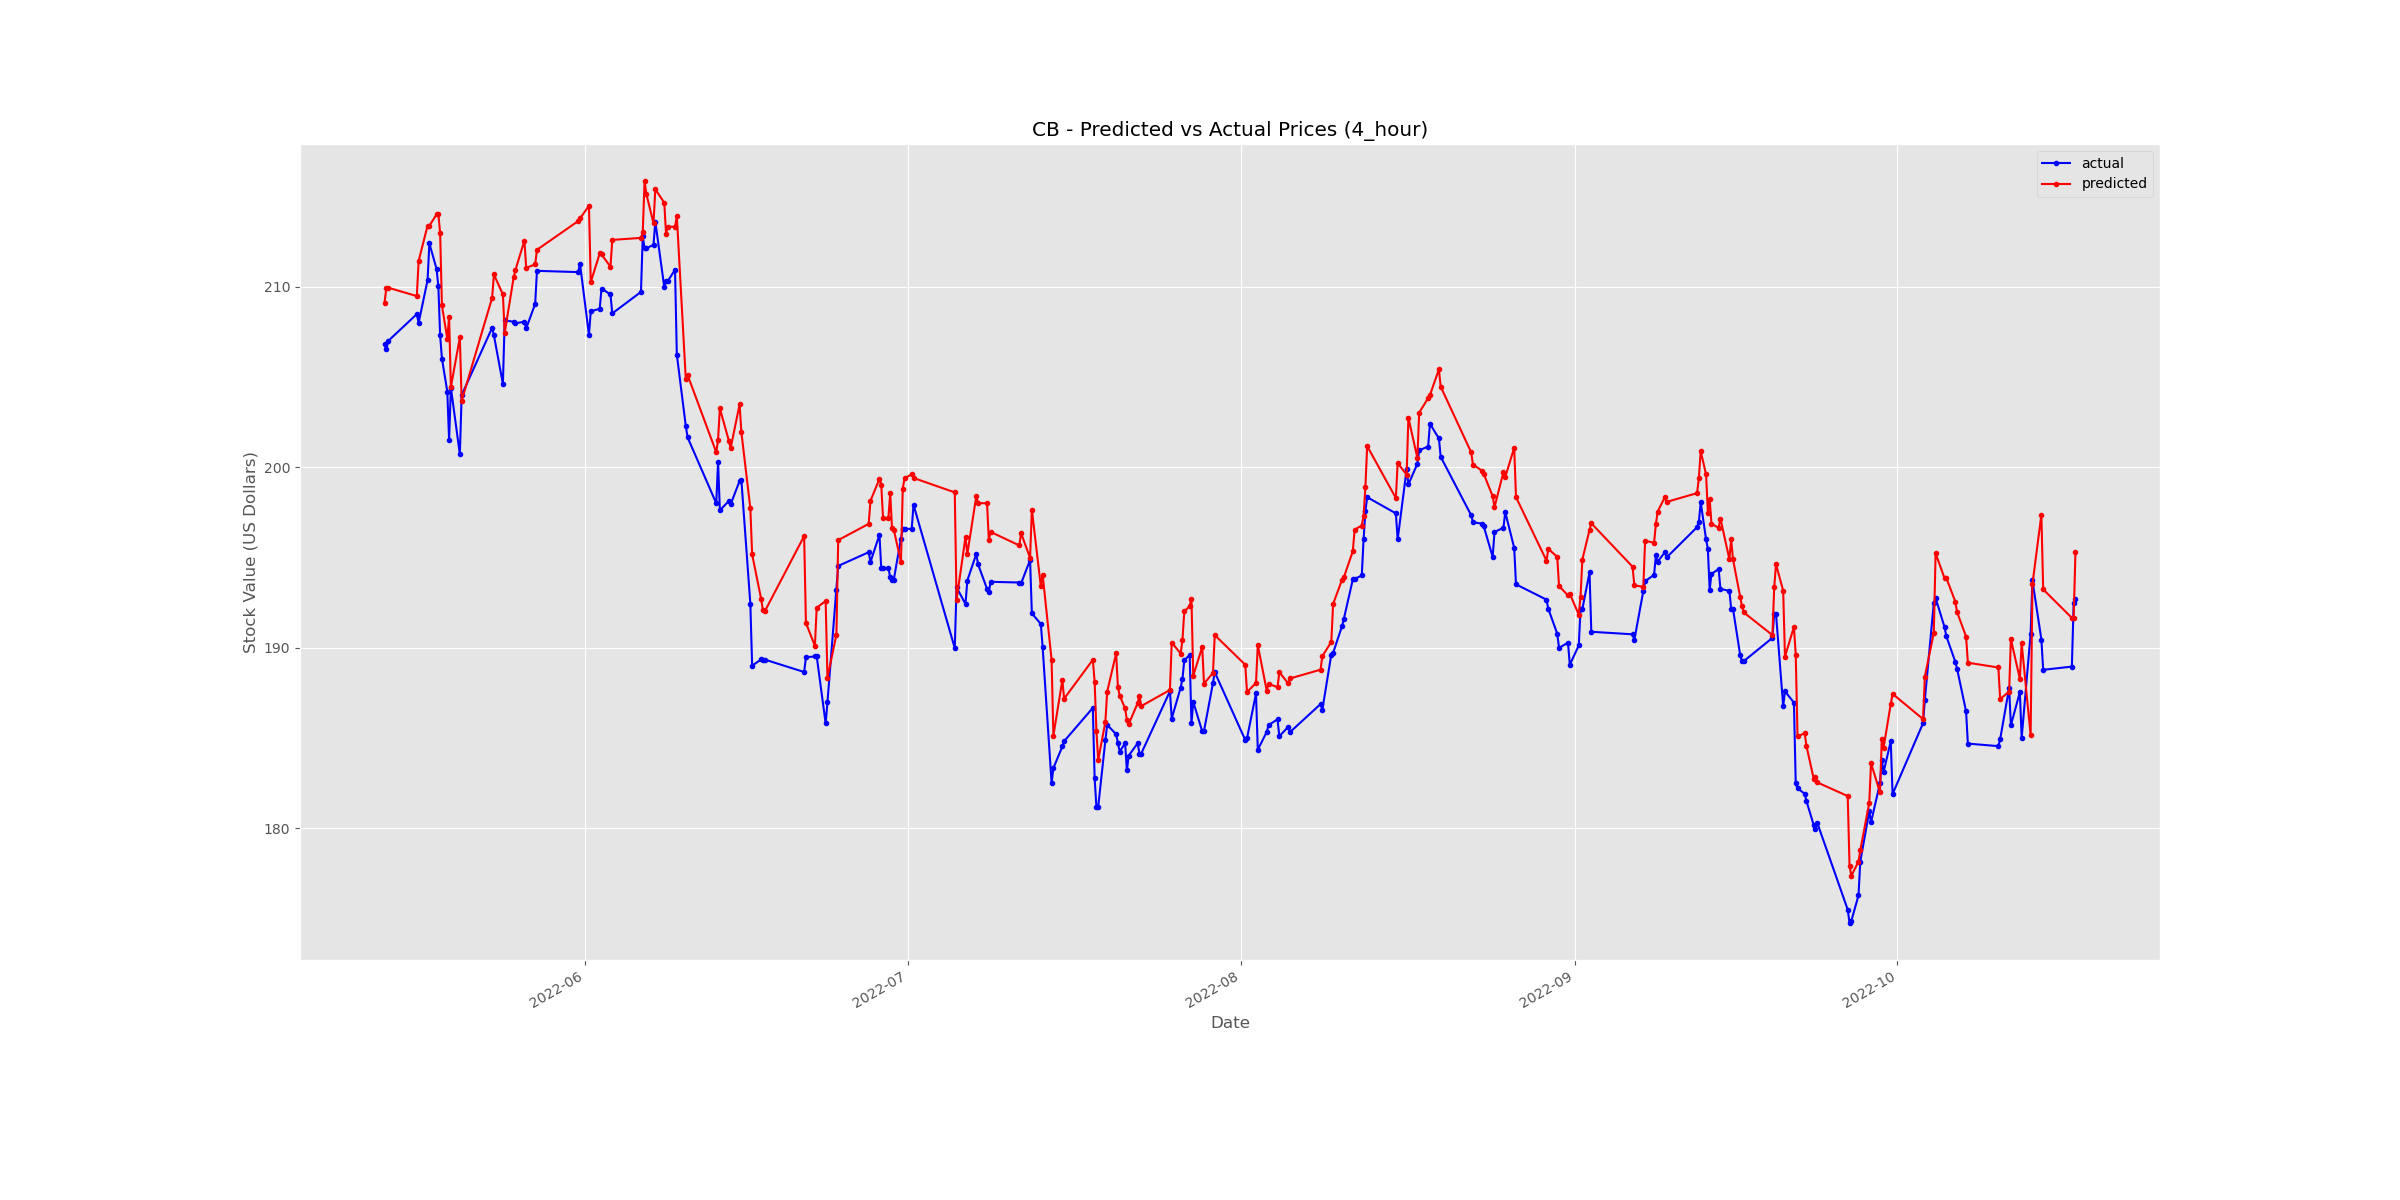 CB - Predicted vs Actual Prices (4_hour)
actual
predicted
210
200
190
180
Stock Value (US Dollars)
2022-06
2022-07
2022-08
2022-09
2022-10
Date